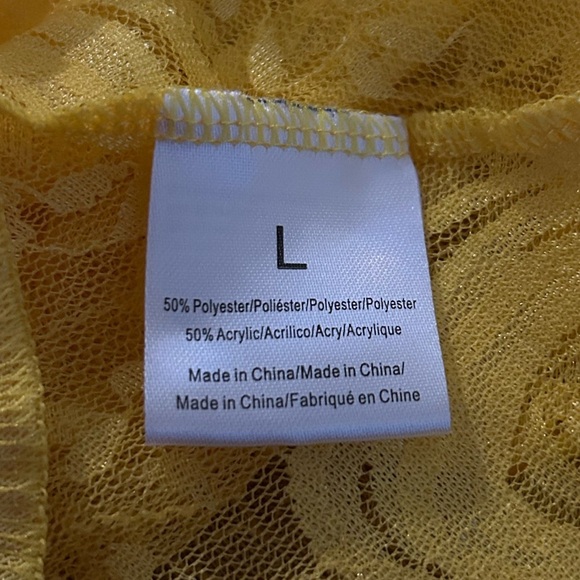 L
50% Polyester/Poliéster/Polyester/Polyester
50% Acrylic/Acrilico/Acry/Acrylique
Made in China/Made in China/
Made in China/Fabriqué en Chine